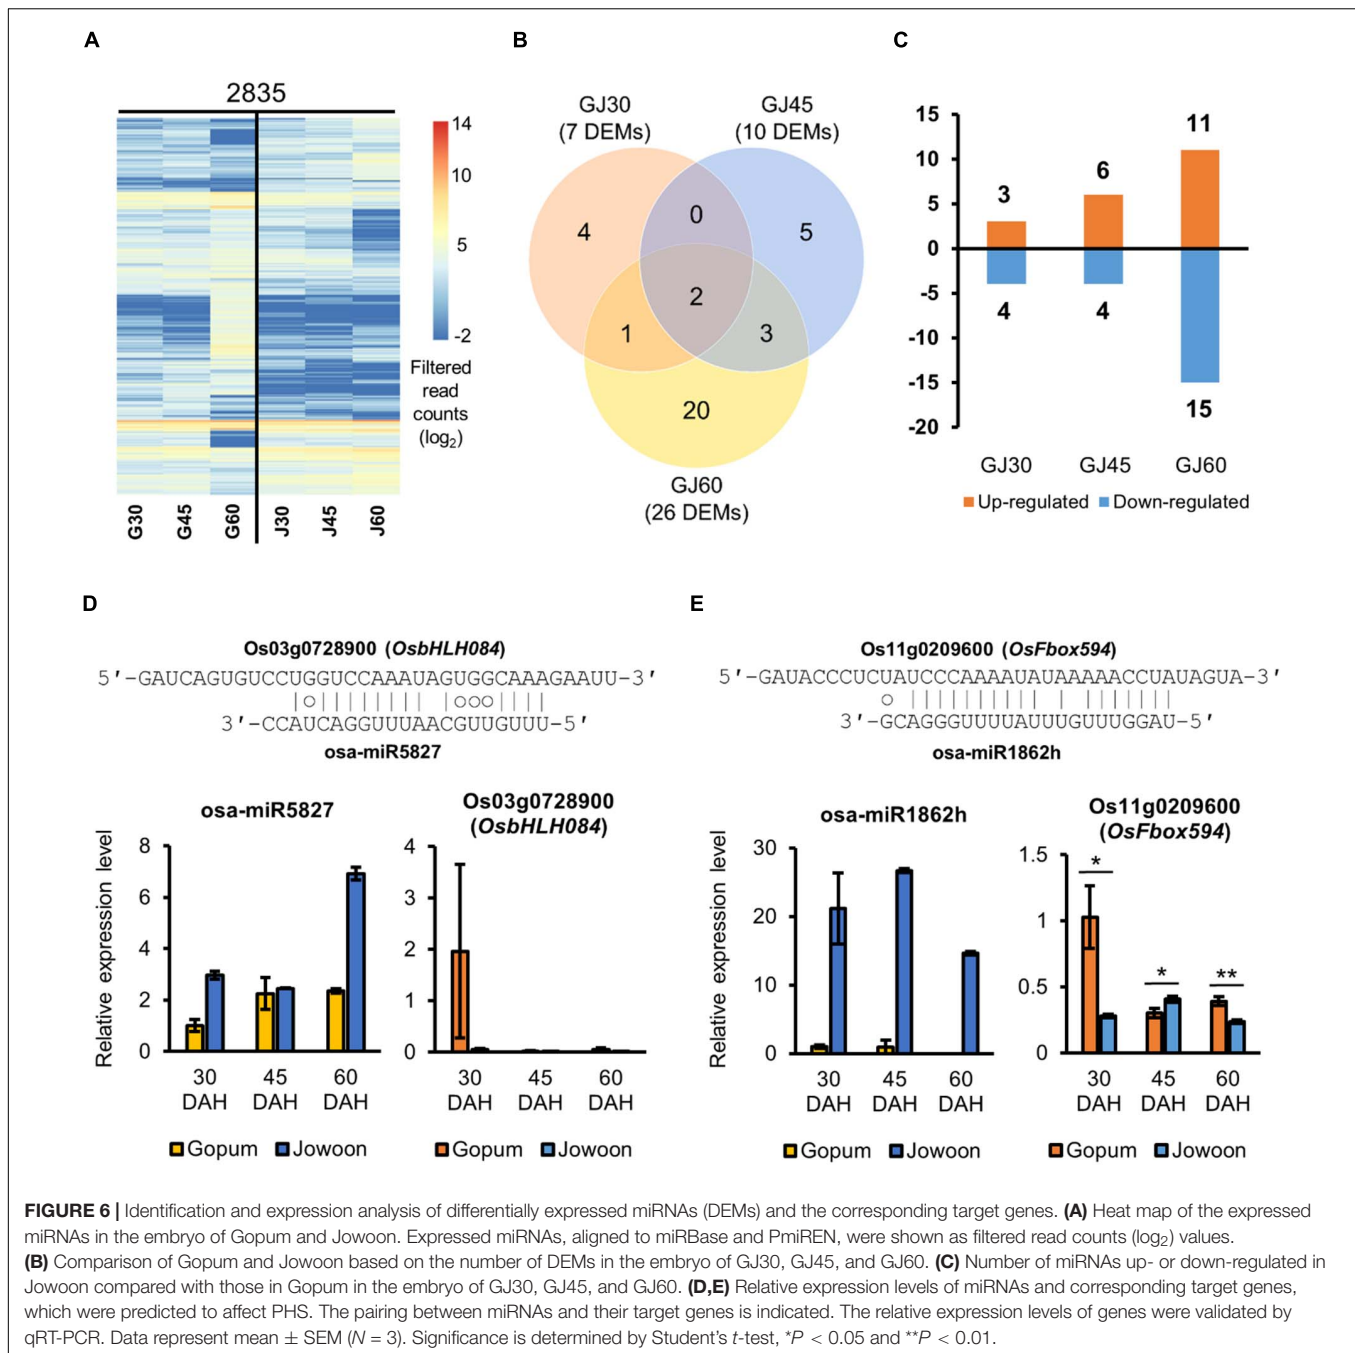 A
2835
14
10
5
-2
Filtered
read
counts
(log2)
G30 G45 G60 J30 J45 J60
B
GJ30
(7 DEMs)
GJ45
(10 DEMs)
4
0
5
2
1
3
20
GJ60
(26 DEMs)
C
15
10
5
0
-5
-10
-15
-20
3
6
11
4
4
15
GJ30 GJ45 GJ60
Up-regulated Down-regulated
D
Os03g0728900 (OsbHLH084)
5′-GAUCAGUGUCCUGGUCCAAAUAGUGGCAAAGAAUU-3′
3′-CCAUCAGGUUUAACGUUGUUU-5′
osa-miR5827
osa-miR5827
Relative expression level
8
6
4
2
0
30 45 60
DAH DAH DAH
Gopum Jowoon
Os03g0728900
(OsbHLH084)
4
3
2
1
0
30 45 60
DAH DAH DAH
Gopum Jowoon
E
Os11g0209600 (OsFbox594)
5′-GAUACCCUCUAUCCCAAAAUAUAAAAACCUAUAGUA-3′
3′-GCAGGGUUUUAUUUGUUUGGAU-5′
osa-miR1862h
osa-miR1862h
Relative expression level
30
20
10
0
30 45 60
DAH DAH DAH
Gopum Jowoon
Os11g0209600
(OsFbox594)
1.5
1
0.5
0
*
*
**
30 45 60
DAH DAH DAH
Gopum Jowoon
FIGURE 6 | Identification and expression analysis of differentially expressed miRNAs (DEMs) and the corresponding target genes. (A) Heat map of the expressed
miRNAs in the embryo of Gopum and Jowoon. Expressed miRNAs, aligned to miRBase and PmiREN, were shown as filtered read counts (log2) values.
(B) Comparison of Gopum and Jowoon based on the number of DEMs in the embryo of GJ30, GJ45, and GJ60. (C) Number of miRNAs up- or down-regulated in
Jowoon compared with those in Gopum in the embryo of GJ30, GJ45, and GJ60. (D,E) Relative expression levels of miRNAs and corresponding target genes,
which were predicted to affect PHS. The pairing between miRNAs and their target genes is indicated. The relative expression levels of genes were validated by
qRT-PCR. Data represent mean ± SEM (N = 3). Significance is determined by Student's t-test, *P < 0.05 and **P < 0.01.